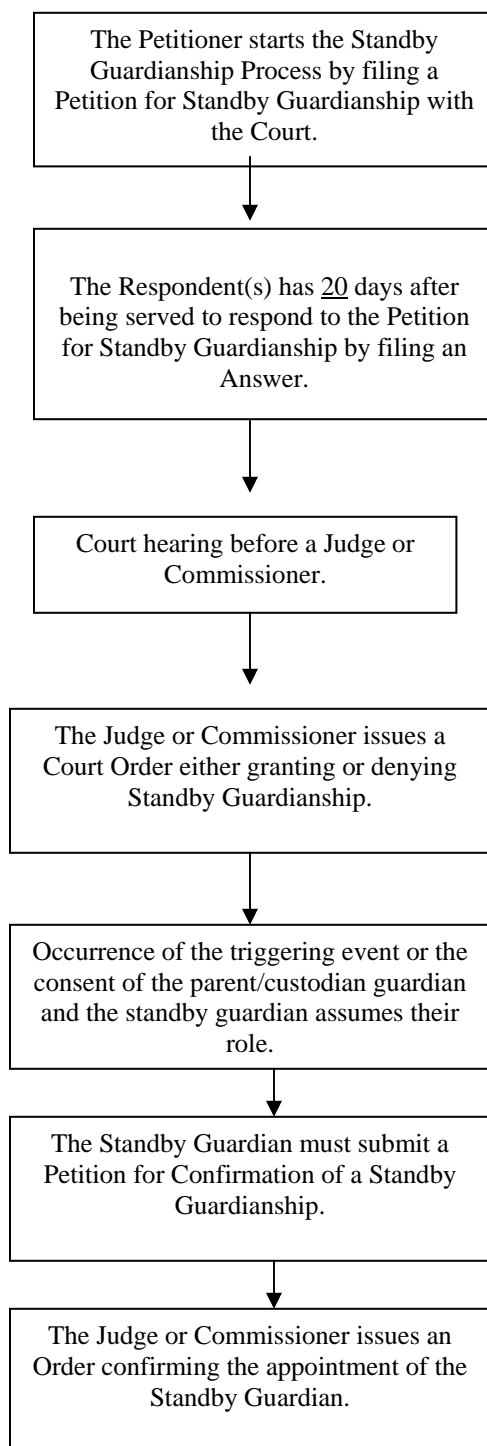 The Petitioner starts the Standby
Guardianship Process by filing a
Petition for Standby Guardianship with
the Court.
The Respondent(s) has 20 days after
being served to respond to the Petition
for Standby Guardianship by filing an
Answer.
Court hearing before a Judge or
Commissioner.
The Judge or Commissioner issues a
Court Order either granting or denying
Standby Guardianship.
Occurrence of the triggering event or the
consent of the parent/custodian guardian
and the standby guardian assumes their
role.
The Standby Guardian must submit a
Petition for Confirmation of a Standby
Guardianship.
The Judge or Commissioner issues an
Order confirming the appointment of the
Standby Guardian.